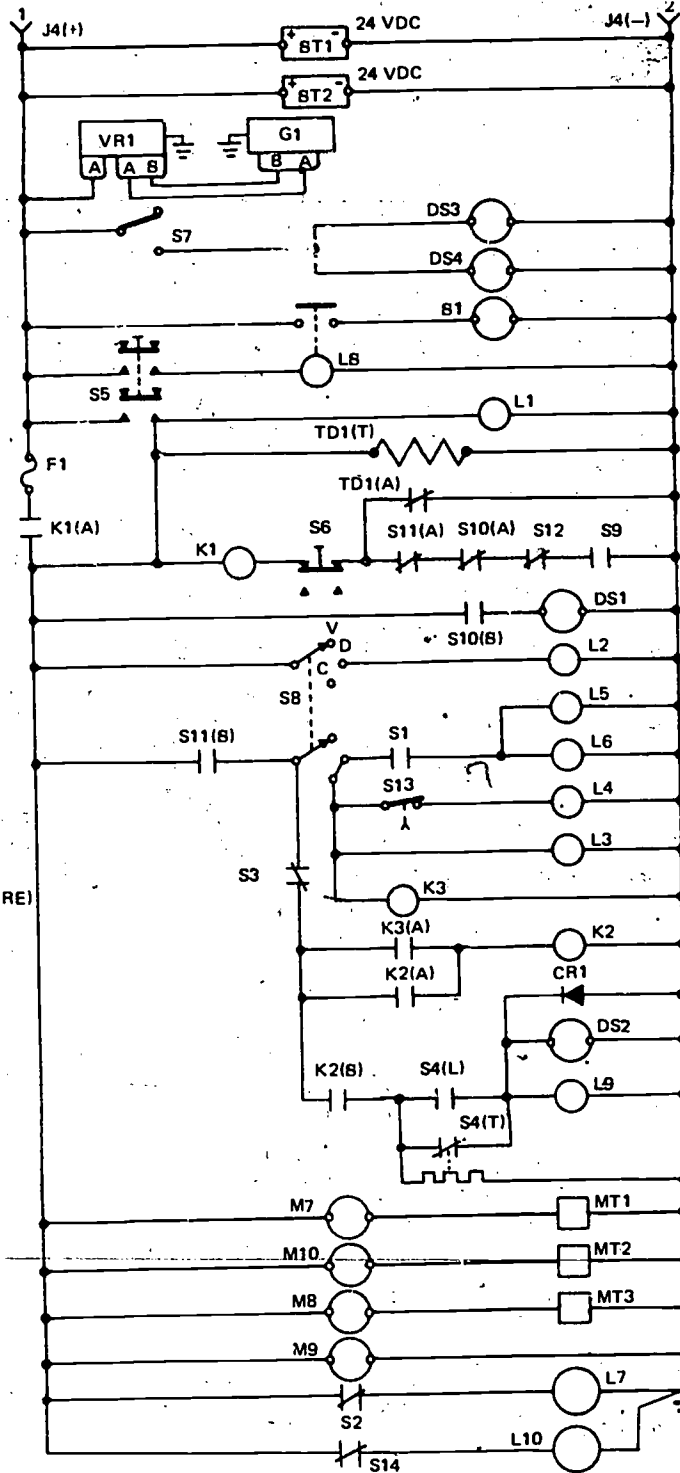 1
J4(+)
24 VDC
J4(—)
2
+ BT1 -
24 VDC
+ BT2 -
VR1
G1
A A B
B A
DS3
S7
DS4
B1
L8
S5
L1
TD1(T)
F1
TD1(A)
K1(A)
K1
S6
S11(A)
S10(A)
S12
S9
DS1
S10(B)
V
D
C
L2
S8
L5
S11(B)
S1
L6
S13
L4
L3
S3
K3
RE)
K3(A)
K2
K2(A)
CR1
DS2
K2(B)
S4(L)
L9
S4(T)
M7
MT1
M10
MT2
M8
MT3
M9
L7
S2
L10
S14